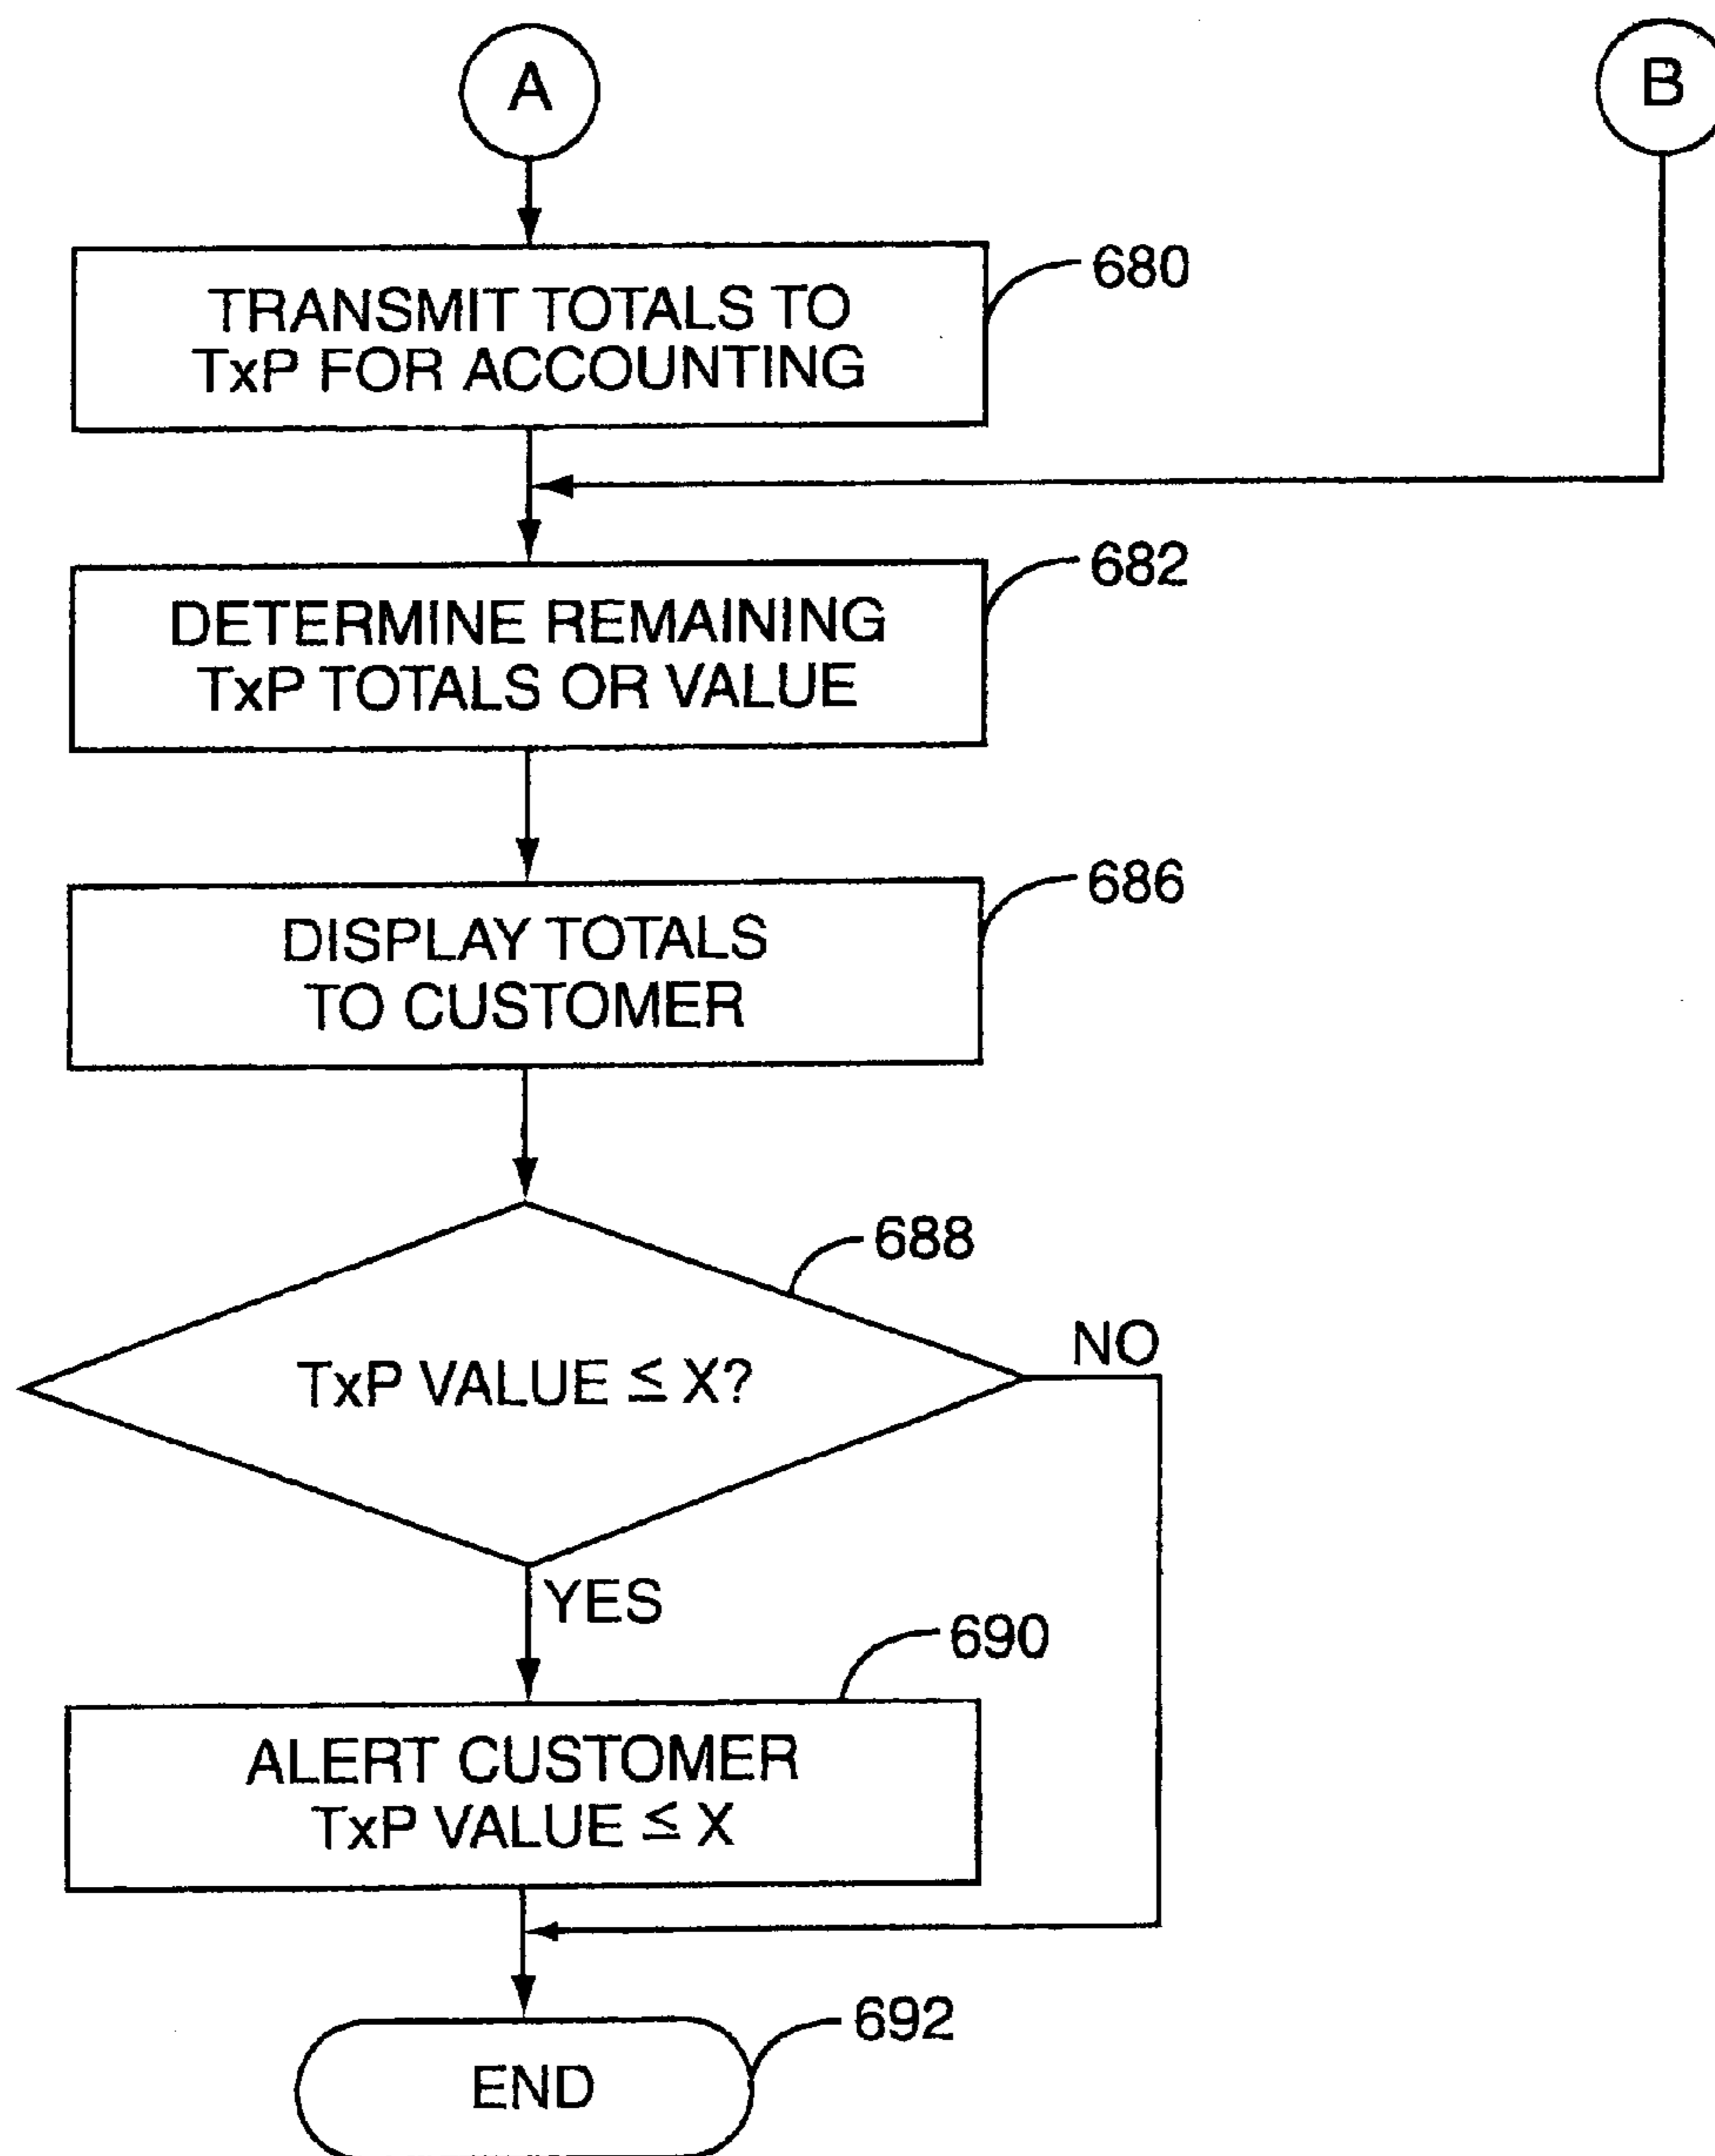 A
B
680
TRANSMIT TOTALS TO
TxP FOR ACCOUNTING
682
DETERMINE REMAINING
TxP TOTALS OR VALUE
686
DISPLAY TOTALS
TO CUSTOMER
688
TxP VALUE ≤ X?
NO
YES
690
ALERT CUSTOMER
TxP VALUE ≤ X
692
END